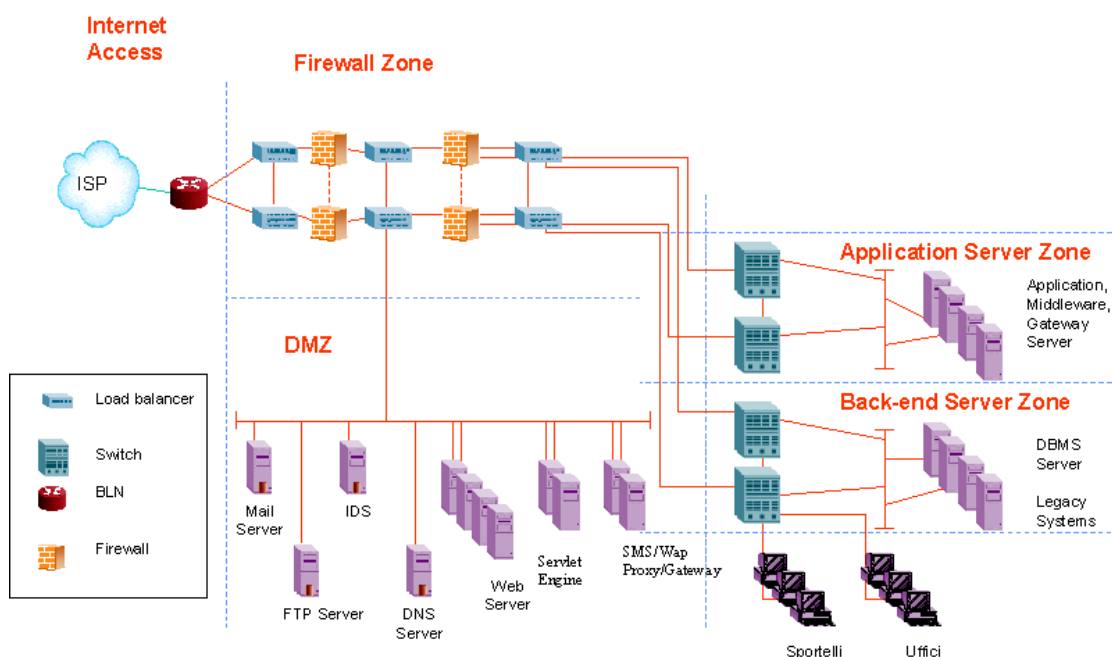 Internet
Access
Firewall Zone
ISP
Application Server Zone
Application,
Middleware,
Gateway
Server
DMZ
Back-end Server Zone
DBMS
Server
Legacy
Systems
Load balancer
Switch
BLN
Firewall
Mail
Server
IDS
FTP Server
DNS
Server
Web
Server
Servlet
Engine
SMS/Wap
Proxy/Gateway
Sportelli
Uffici